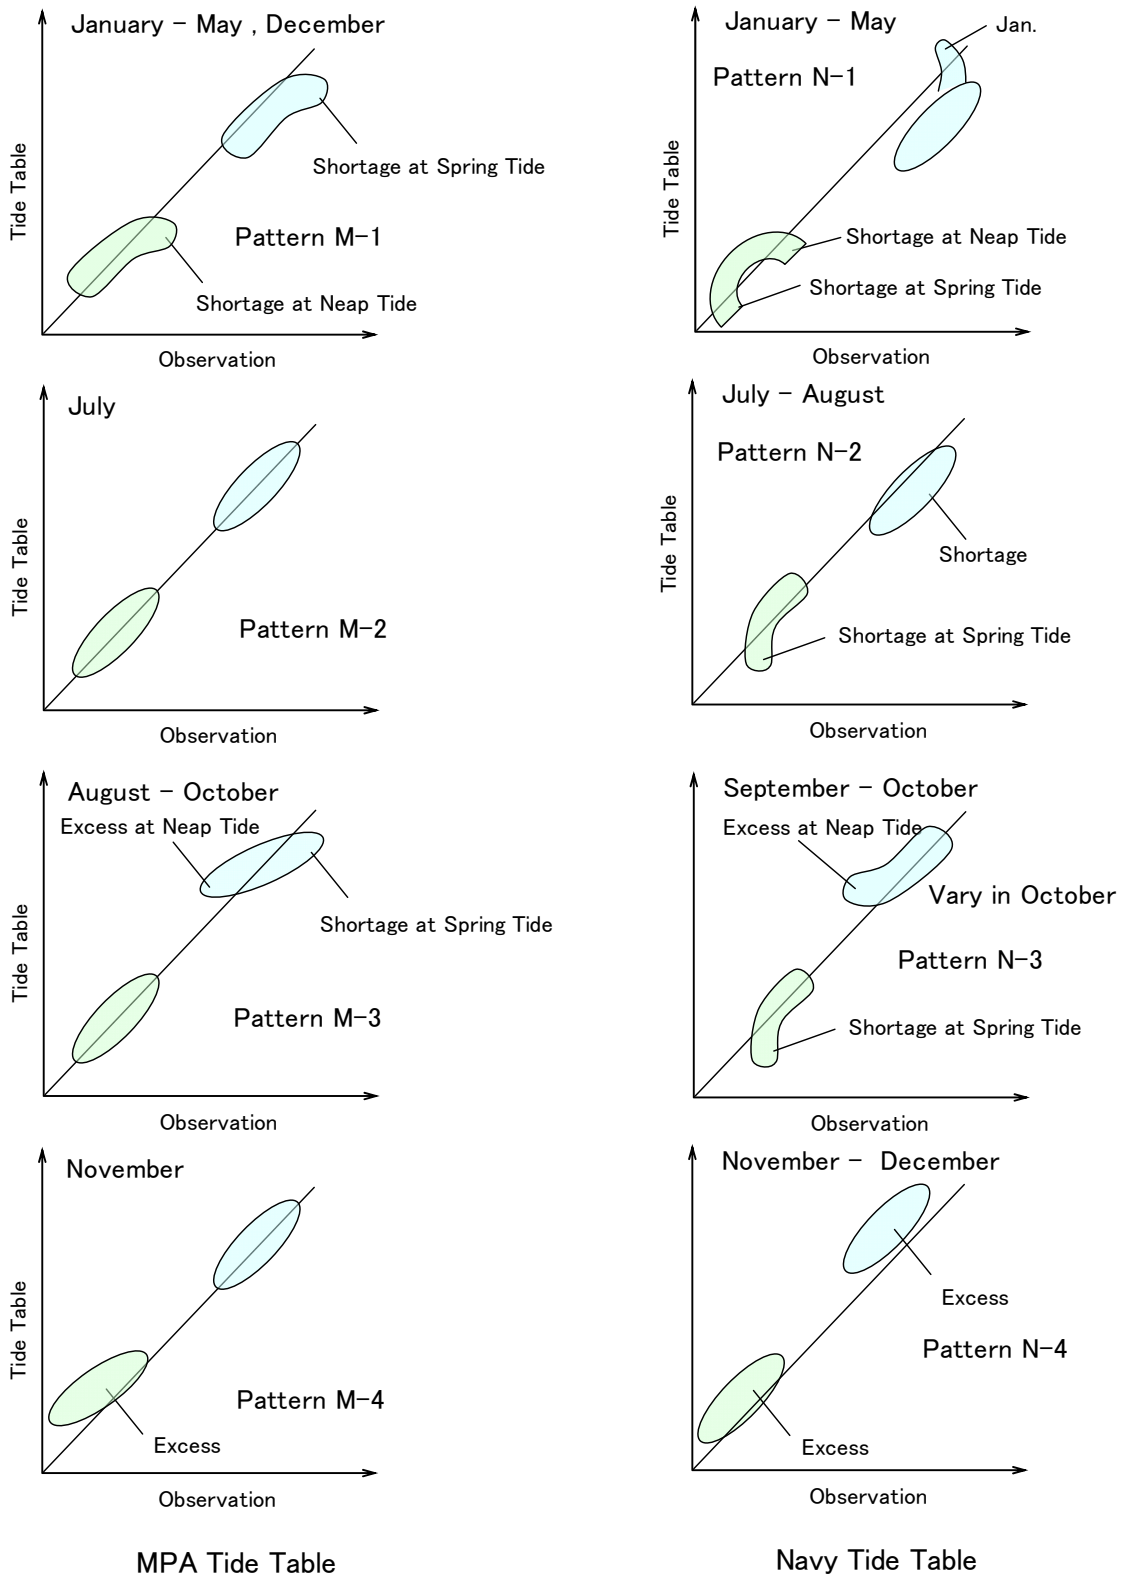 January - May , December
Shortage at Spring Tide
Tide Table
Pattern M-1
Shortage at Neap Tide
Observation
January - May
Jan.
Pattern N-1
Tide Table
Shortage at Neap Tide
Shortage at Spring Tide
Observation
July
Tide Table
Pattern M-2
Observation
July - August
Pattern N-2
Tide Table
Shortage
Shortage at Spring Tide
Observation
August - October
Excess at Neap Tide
Shortage at Spring Tide
Tide Table
Pattern M-3
Observation
September - October
Excess at Neap Tide
Vary in October
Pattern N-3
Shortage at Spring Tide
Observation
November
Tide Table
Pattern M-4
Excess
Observation
November - December
Excess
Pattern N-4
Excess
Observation
MPA Tide Table
Navy Tide Table